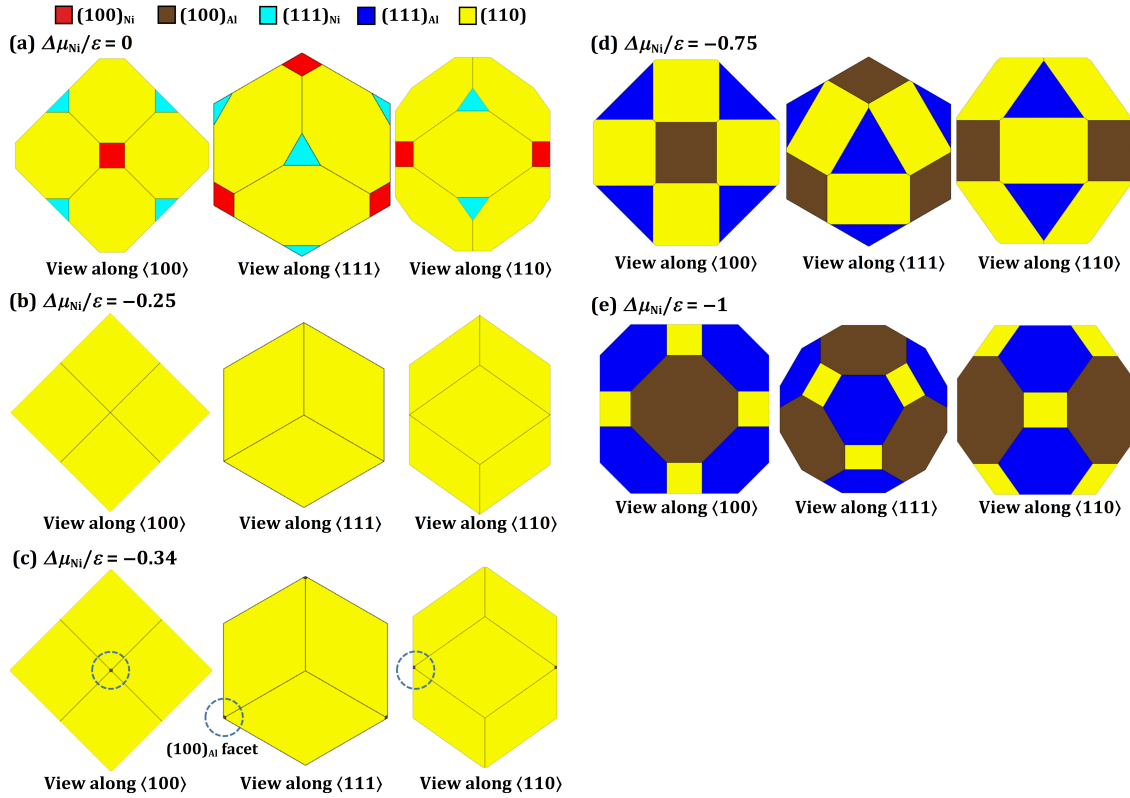 (100)Ni (100)Al (111)Ni (111)Al (110)
(a) ΔμNi/ε = 0
View along ⟨100⟩ View along ⟨111⟩ View along ⟨110⟩
(b) ΔμNi/ε = −0.25
View along ⟨100⟩ View along ⟨111⟩ View along ⟨110⟩
(c) ΔμNi/ε = −0.34
(100)Al facet
View along ⟨100⟩ View along ⟨111⟩ View along ⟨110⟩
(d) ΔμNi/ε = −0.75
View along ⟨100⟩ View along ⟨111⟩ View along ⟨110⟩
(e) ΔμNi/ε = −1
View along ⟨100⟩ View along ⟨111⟩ View along ⟨110⟩